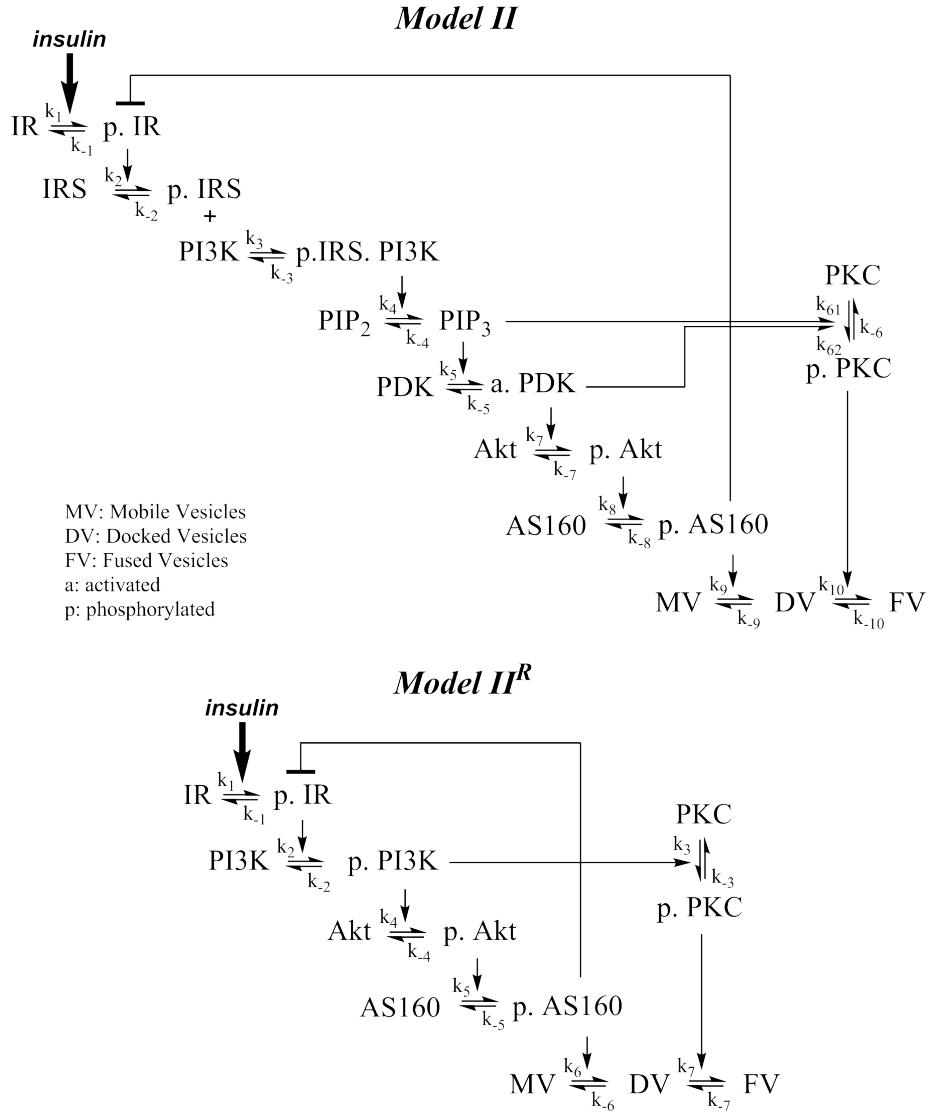 Model II
insulin
IR k1 k-1 p. IR
IRS k2 k-2 p. IRS
+
PI3K k3 k-3 p.IRS. PI3K
PKC
PIP2 k4 k-4 PIP3 k61 k-6
k62
p. PKC
PDK k5 k-5 a. PDK
Akt k7 k-7 p. Akt
MV: Mobile Vesicles
DV: Docked Vesicles
FV: Fused Vesicles
a: activated
p: phosphorylated
AS160 k8 k-8 p. AS160
MV k9 k-9 DV k10 k-10 FV
Model II^R
insulin
IR k1 k-1 p. IR
PKC
PI3K k2 k-2 p. PI3K k3 k-3
p. PKC
Akt k4 k-4 p. Akt
AS160 k5 k-5 p. AS160
MV k6 k-6 DV k7 k-7 FV